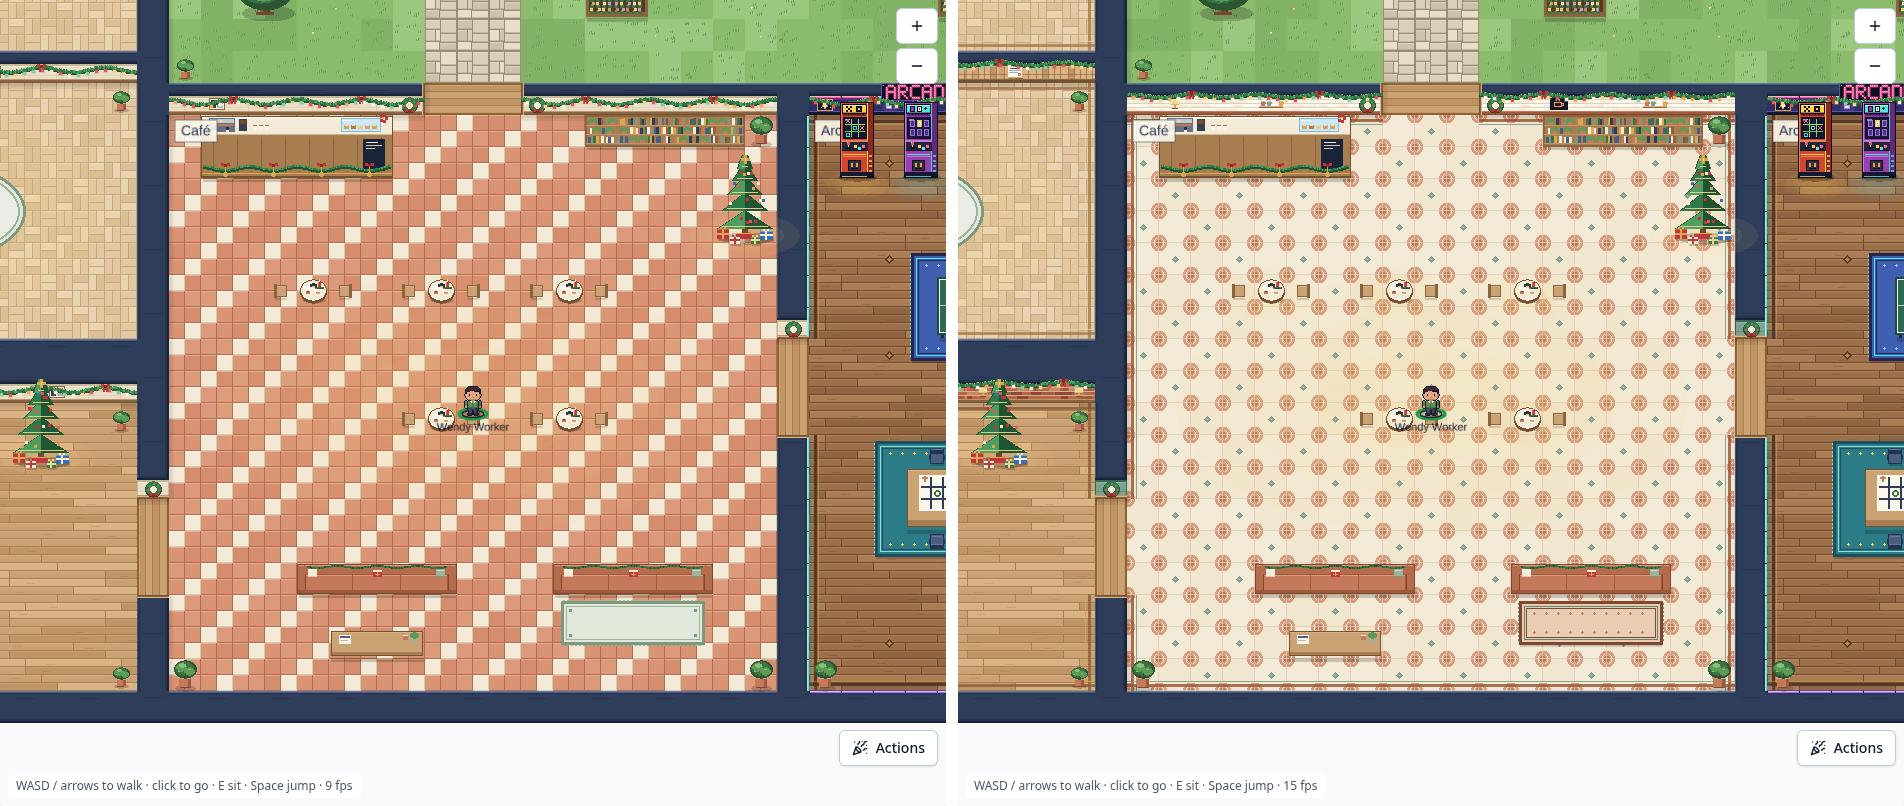 +
−
ARCAD
Café
Arc
Wendy Worker
Actions
WASD / arrows to walk · click to go · E sit · Space jump · 9 fps
+
−
ARCAD
Café
Arc
Wendy Worker
Actions
WASD / arrows to walk · click to go · E sit · Space jump · 15 fps